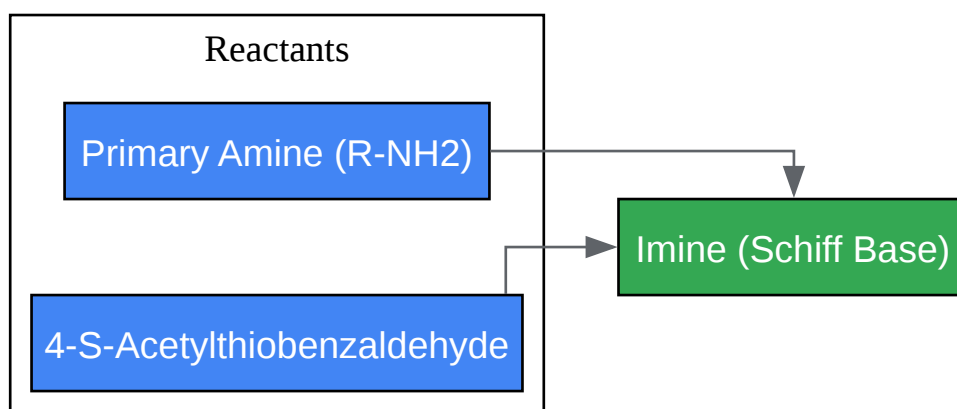 Reactants
Primary Amine (R-NH2)
Imine (Schiff Base)
4-S-Acetylthiobenzaldehyde